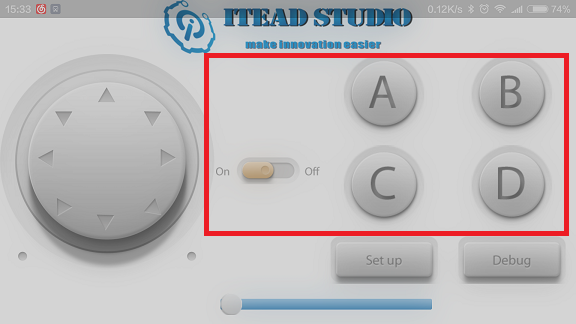 15:33
0.12K/s
74%
ITEAD STUDIO
make innovation easier
A
B
On
Off
C
D
Set up
Debug